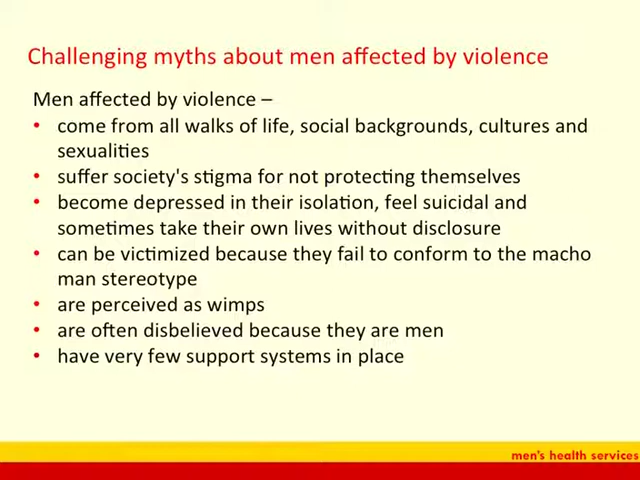 Challenging myths about men affected by violence
Men affected by violence –
• come from all walks of life, social backgrounds, cultures and
sexualities
• suffer society's stigma for not protecting themselves
• become depressed in their isolation, feel suicidal and
sometimes take their own lives without disclosure
• can be victimized because they fail to conform to the macho
man stereotype
• are perceived as wimps
• are often disbelieved because they are men
• have very few support systems in place
men's health services